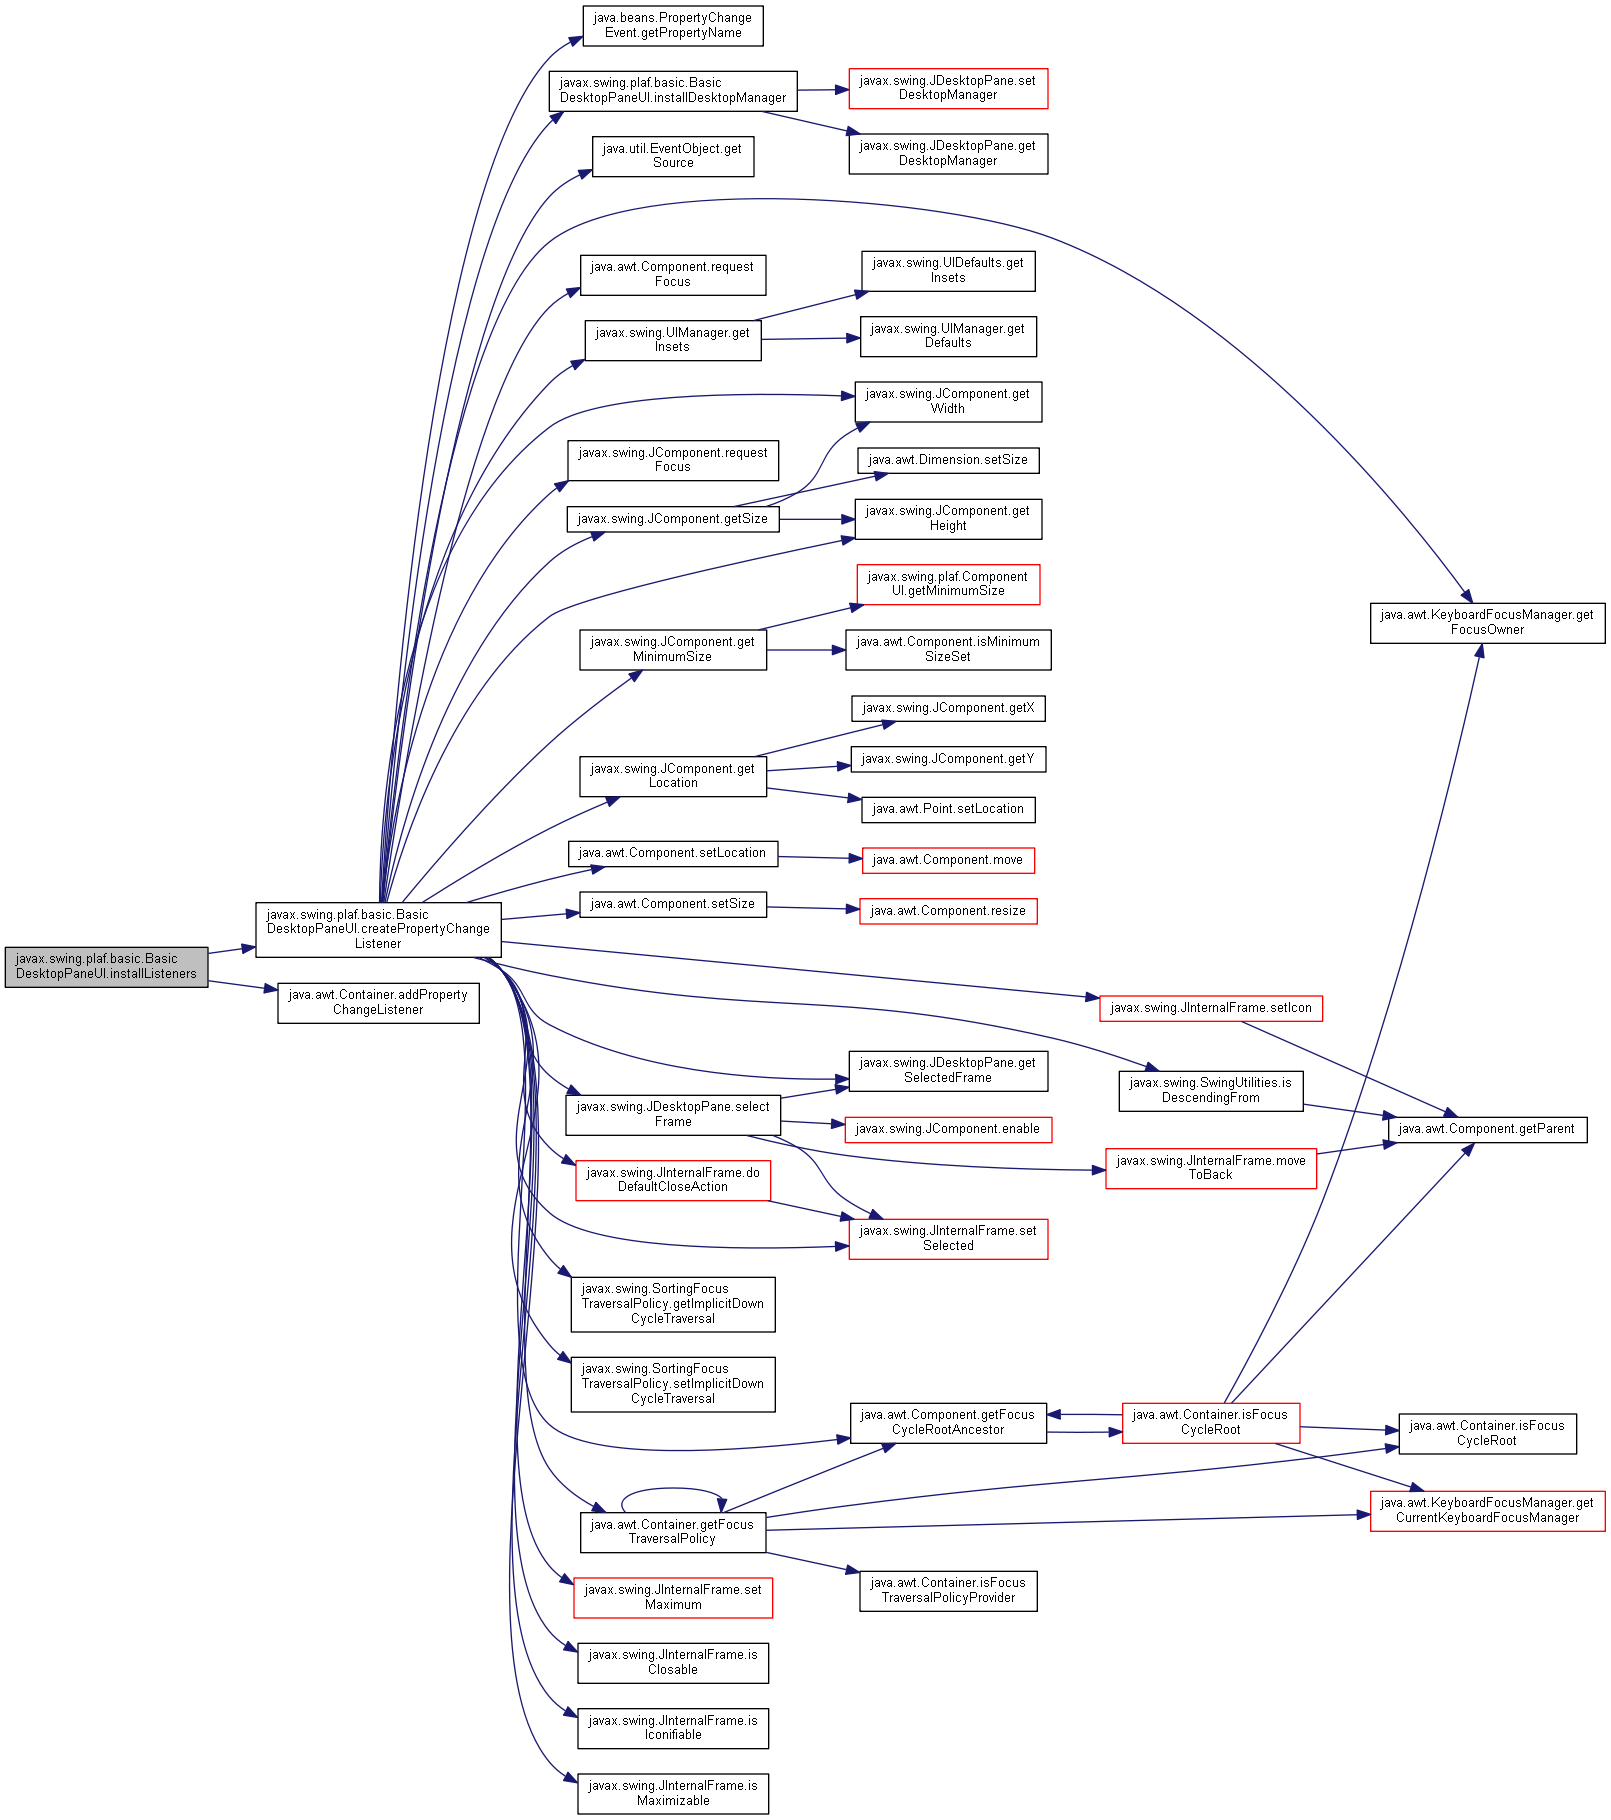 javax.swing.plaf.basic.Basic
DesktopPaneUI.installListeners
javax.swing.plaf.basic.Basic
DesktopPaneUI.createPropertyChange
Listener
java.awt.Container.addProperty
ChangeListener
java.beans.PropertyChange
Event.getPropertyName
javax.swing.plaf.basic.Basic
DesktopPaneUI.installDesktopManager
java.util.EventObject.get
Source
java.awt.Component.request
Focus
javax.swing.UIManager.get
Insets
javax.swing.JComponent.request
Focus
javax.swing.JComponent.getSize
javax.swing.JComponent.get
MinimumSize
javax.swing.JComponent.get
Location
java.awt.Component.setLocation
java.awt.Component.setSize
javax.swing.JDesktopPane.select
Frame
javax.swing.JInternalFrame.do
DefaultCloseAction
javax.swing.SortingFocus
TraversalPolicy.getImplicitDown
CycleTraversal
javax.swing.SortingFocus
TraversalPolicy.setImplicitDown
CycleTraversal
java.awt.Container.getFocus
TraversalPolicy
javax.swing.JInternalFrame.set
Maximum
javax.swing.JInternalFrame.is
Closable
javax.swing.JInternalFrame.is
Iconifiable
javax.swing.JInternalFrame.is
Maximizable
javax.swing.JDesktopPane.set
DesktopManager
javax.swing.JDesktopPane.get
DesktopManager
javax.swing.UIDefaults.get
Insets
javax.swing.UIManager.get
Defaults
javax.swing.JComponent.get
Width
java.awt.Dimension.setSize
javax.swing.JComponent.get
Height
javax.swing.plaf.Component
UI.getMinimumSize
java.awt.Component.isMinimum
SizeSet
javax.swing.JComponent.getX
javax.swing.JComponent.getY
java.awt.Point.setLocation
java.awt.Component.move
java.awt.Component.resize
javax.swing.JDesktopPane.get
SelectedFrame
javax.swing.JComponent.enable
javax.swing.JInternalFrame.set
Selected
java.awt.Component.getFocus
CycleRootAncestor
java.awt.Container.isFocus
TraversalPolicyProvider
javax.swing.JInternalFrame.setIcon
javax.swing.SwingUtilities.is
DescendingFrom
javax.swing.JInternalFrame.move
ToBack
java.awt.Container.isFocus
CycleRoot
java.awt.KeyboardFocusManager.get
FocusOwner
java.awt.Component.getParent
java.awt.Container.isFocus
CycleRoot
java.awt.KeyboardFocusManager.get
CurrentKeyboardFocusManager